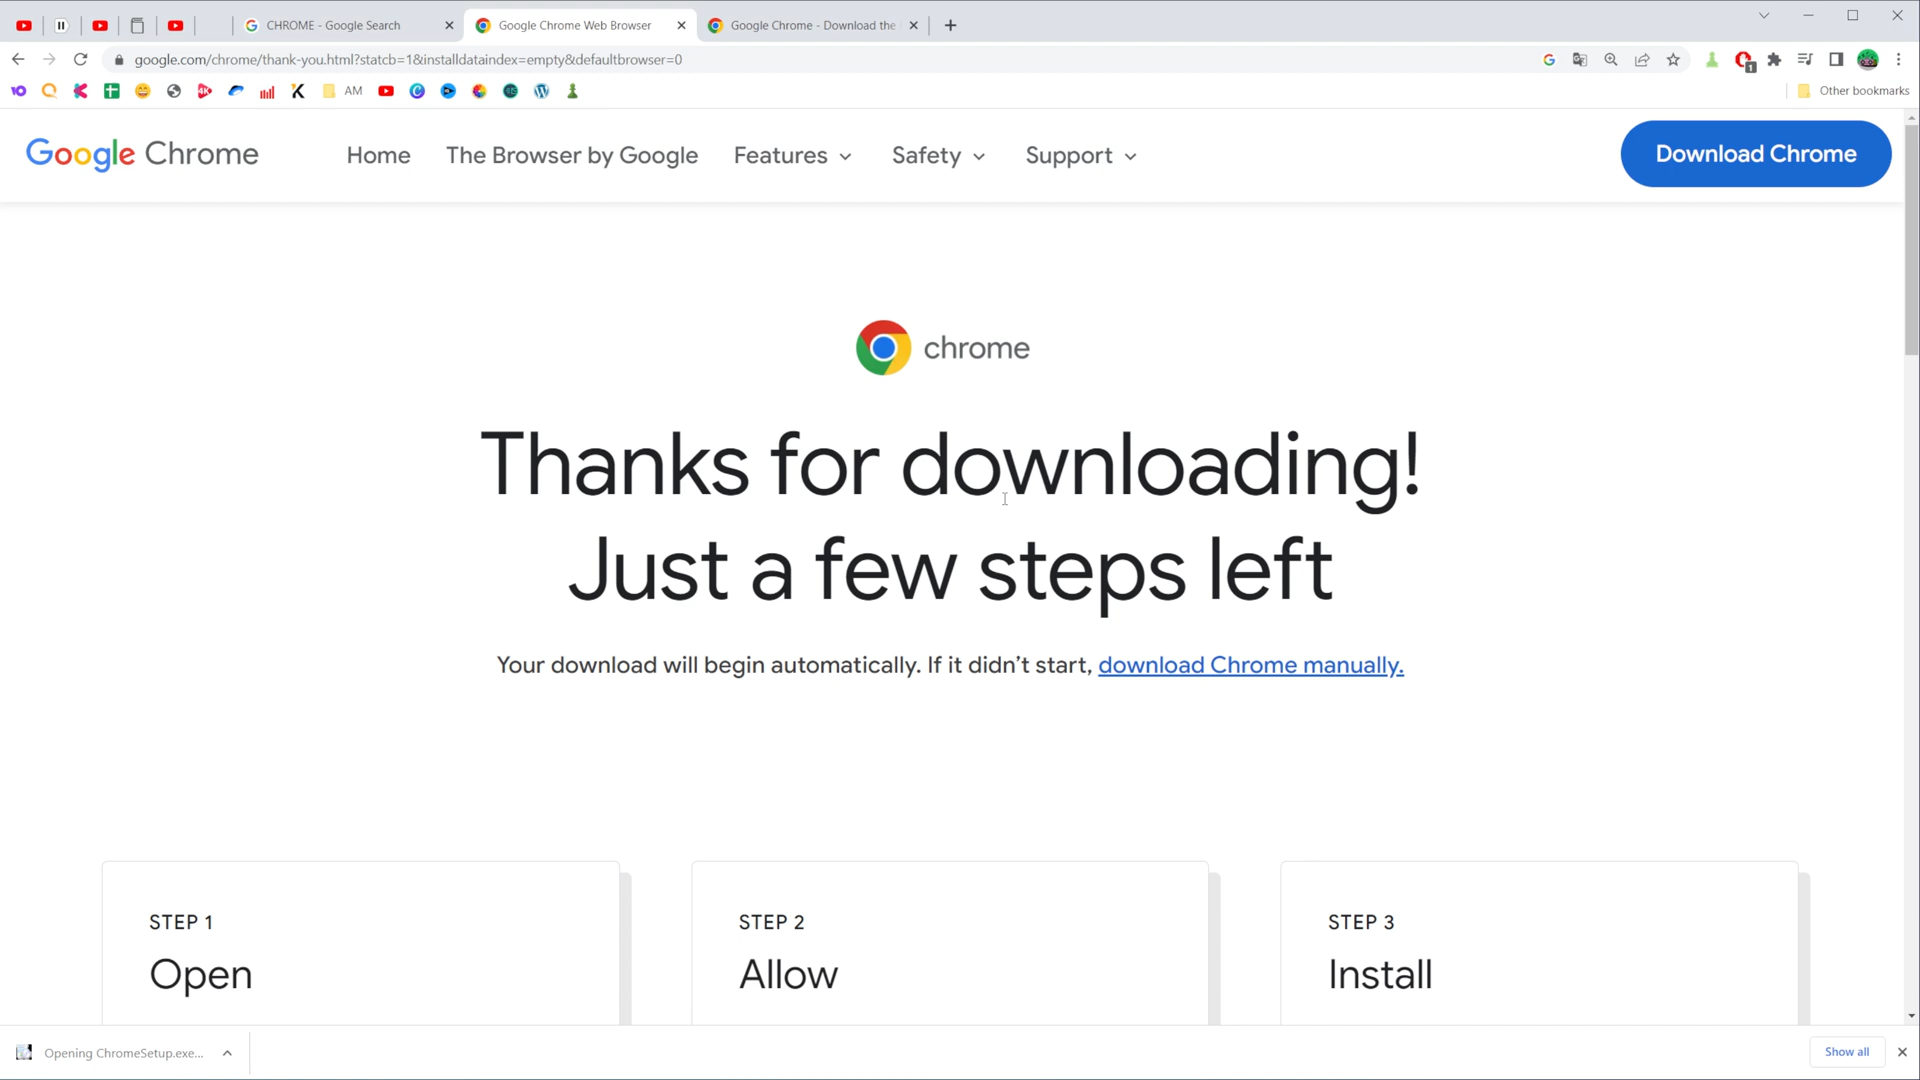 CHROME - Google Search
Google Chrome Web Browser
Google Chrome - Download the
google.com/chrome/thank-you.html?statcb=1&installdataindex=empty&defaultbrowser=0
1
AM
Other bookmarks
Google Chrome
Home
The Browser by Google
Features
Safety
Support
Download Chrome
chrome
Thanks for downloading!
Just a few steps left
Your download will begin automatically. If it didn’t start, download Chrome manually.
STEP 1
Open
STEP 2
Allow
STEP 3
Install
Opening ChromeSetup.exe...
Show all